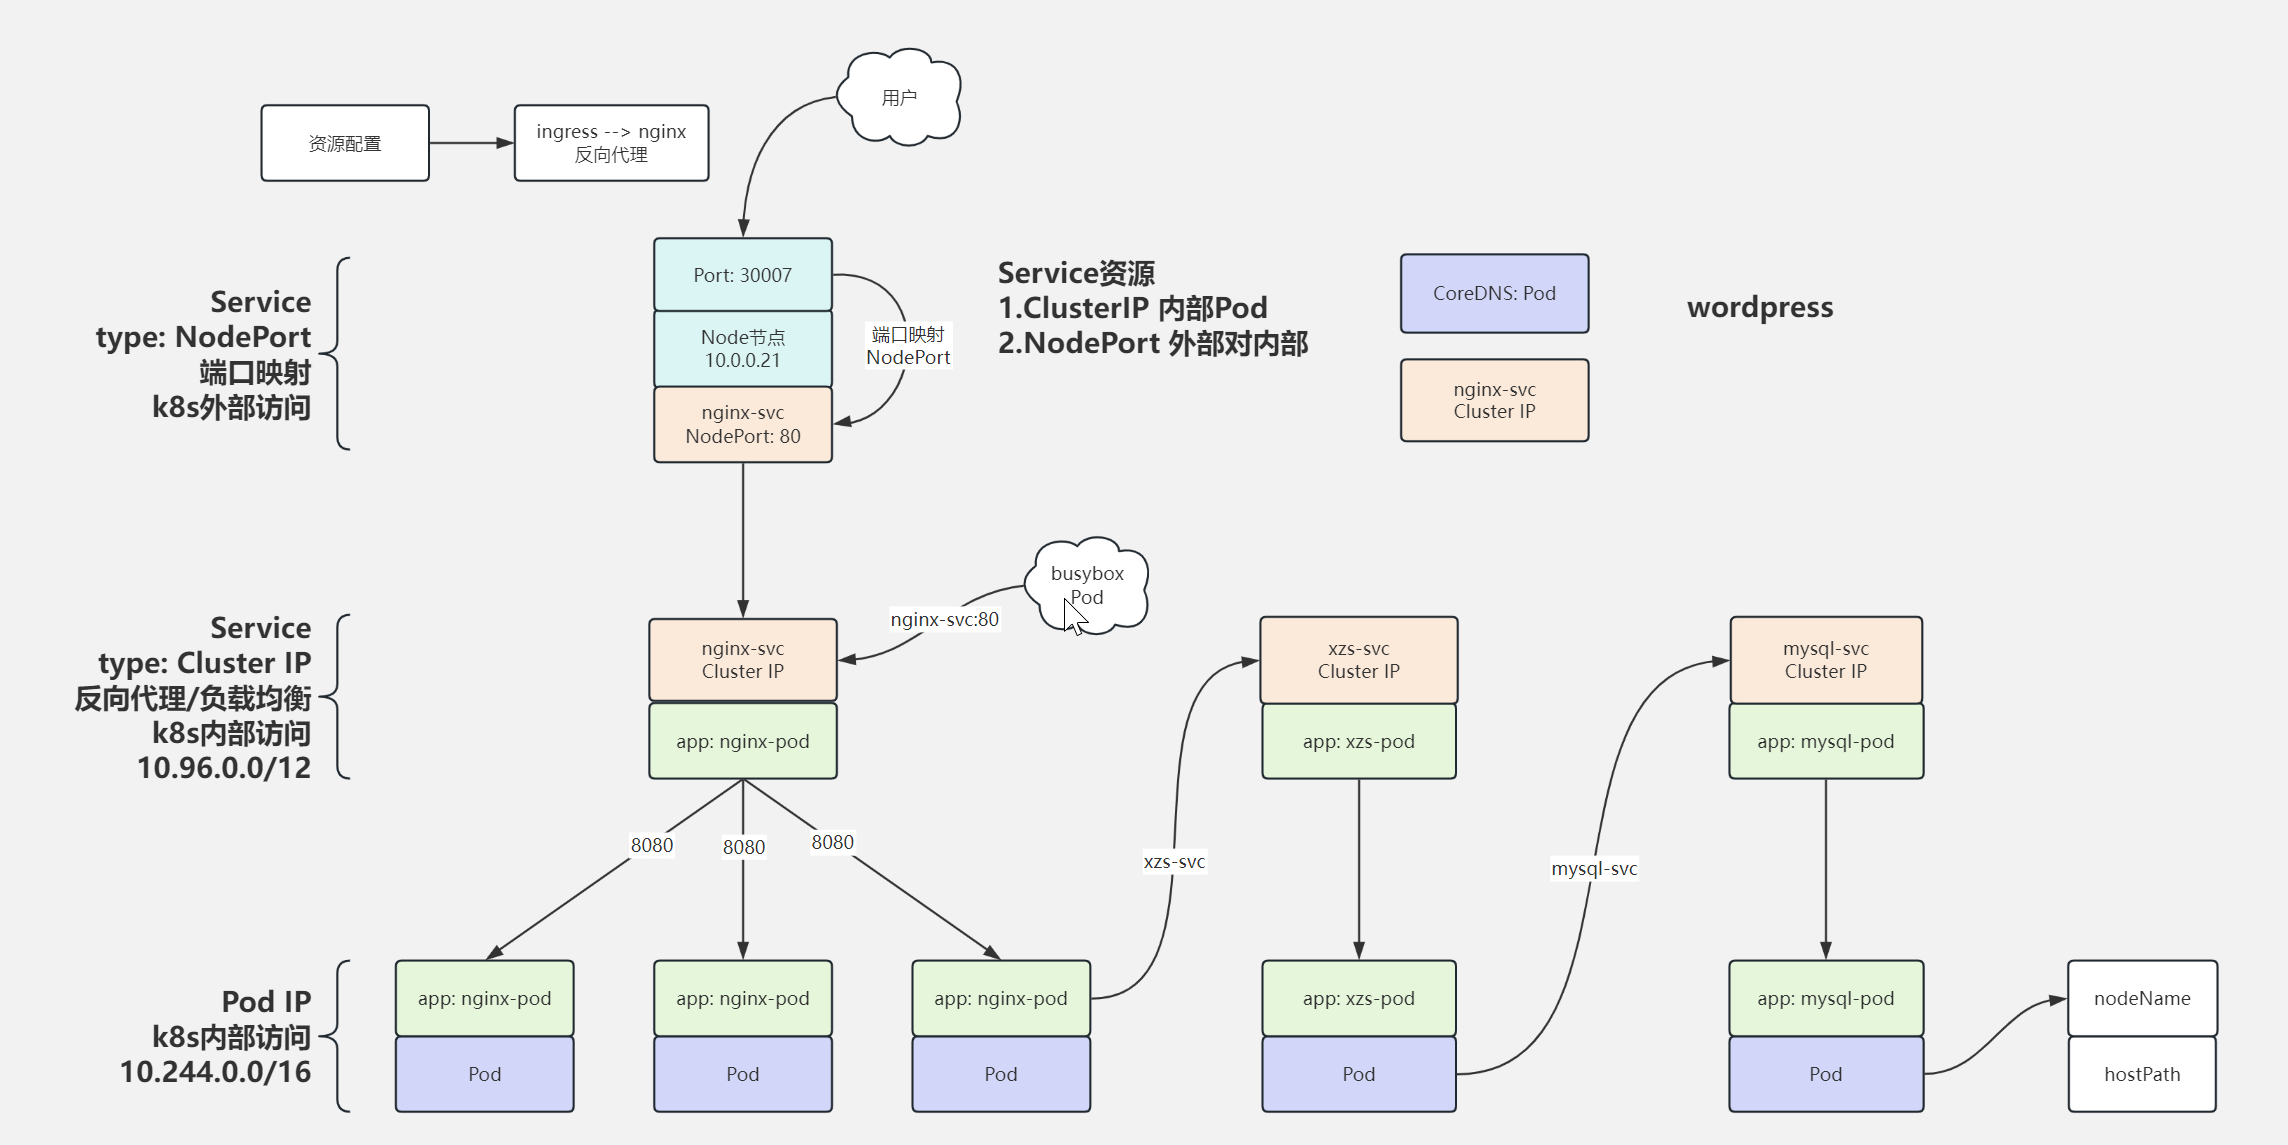 用户
资源配置
ingress --> nginx
反向代理
Service
type: NodePort
端口映射
k8s外部访问
Port: 30007
Node节点
10.0.0.21
nginx-svc
NodePort: 80
端口映射
NodePort
Service资源
1.ClusterIP 内部Pod
2.NodePort 外部对内部
CoreDNS: Pod
nginx-svc
Cluster IP
wordpress
Service
type: Cluster IP
反向代理/负载均衡
k8s内部访问
10.96.0.0/12
nginx-svc
Cluster IP
app: nginx-pod
nginx-svc:80
busybox
Pod
xzs-svc
Cluster IP
app: xzs-pod
mysql-svc
Cluster IP
app: mysql-pod
8080
8080
8080
xzs-svc
mysql-svc
Pod IP
k8s内部访问
10.244.0.0/16
app: nginx-pod
Pod
app: nginx-pod
Pod
app: nginx-pod
Pod
app: xzs-pod
Pod
app: mysql-pod
Pod
nodeName
hostPath